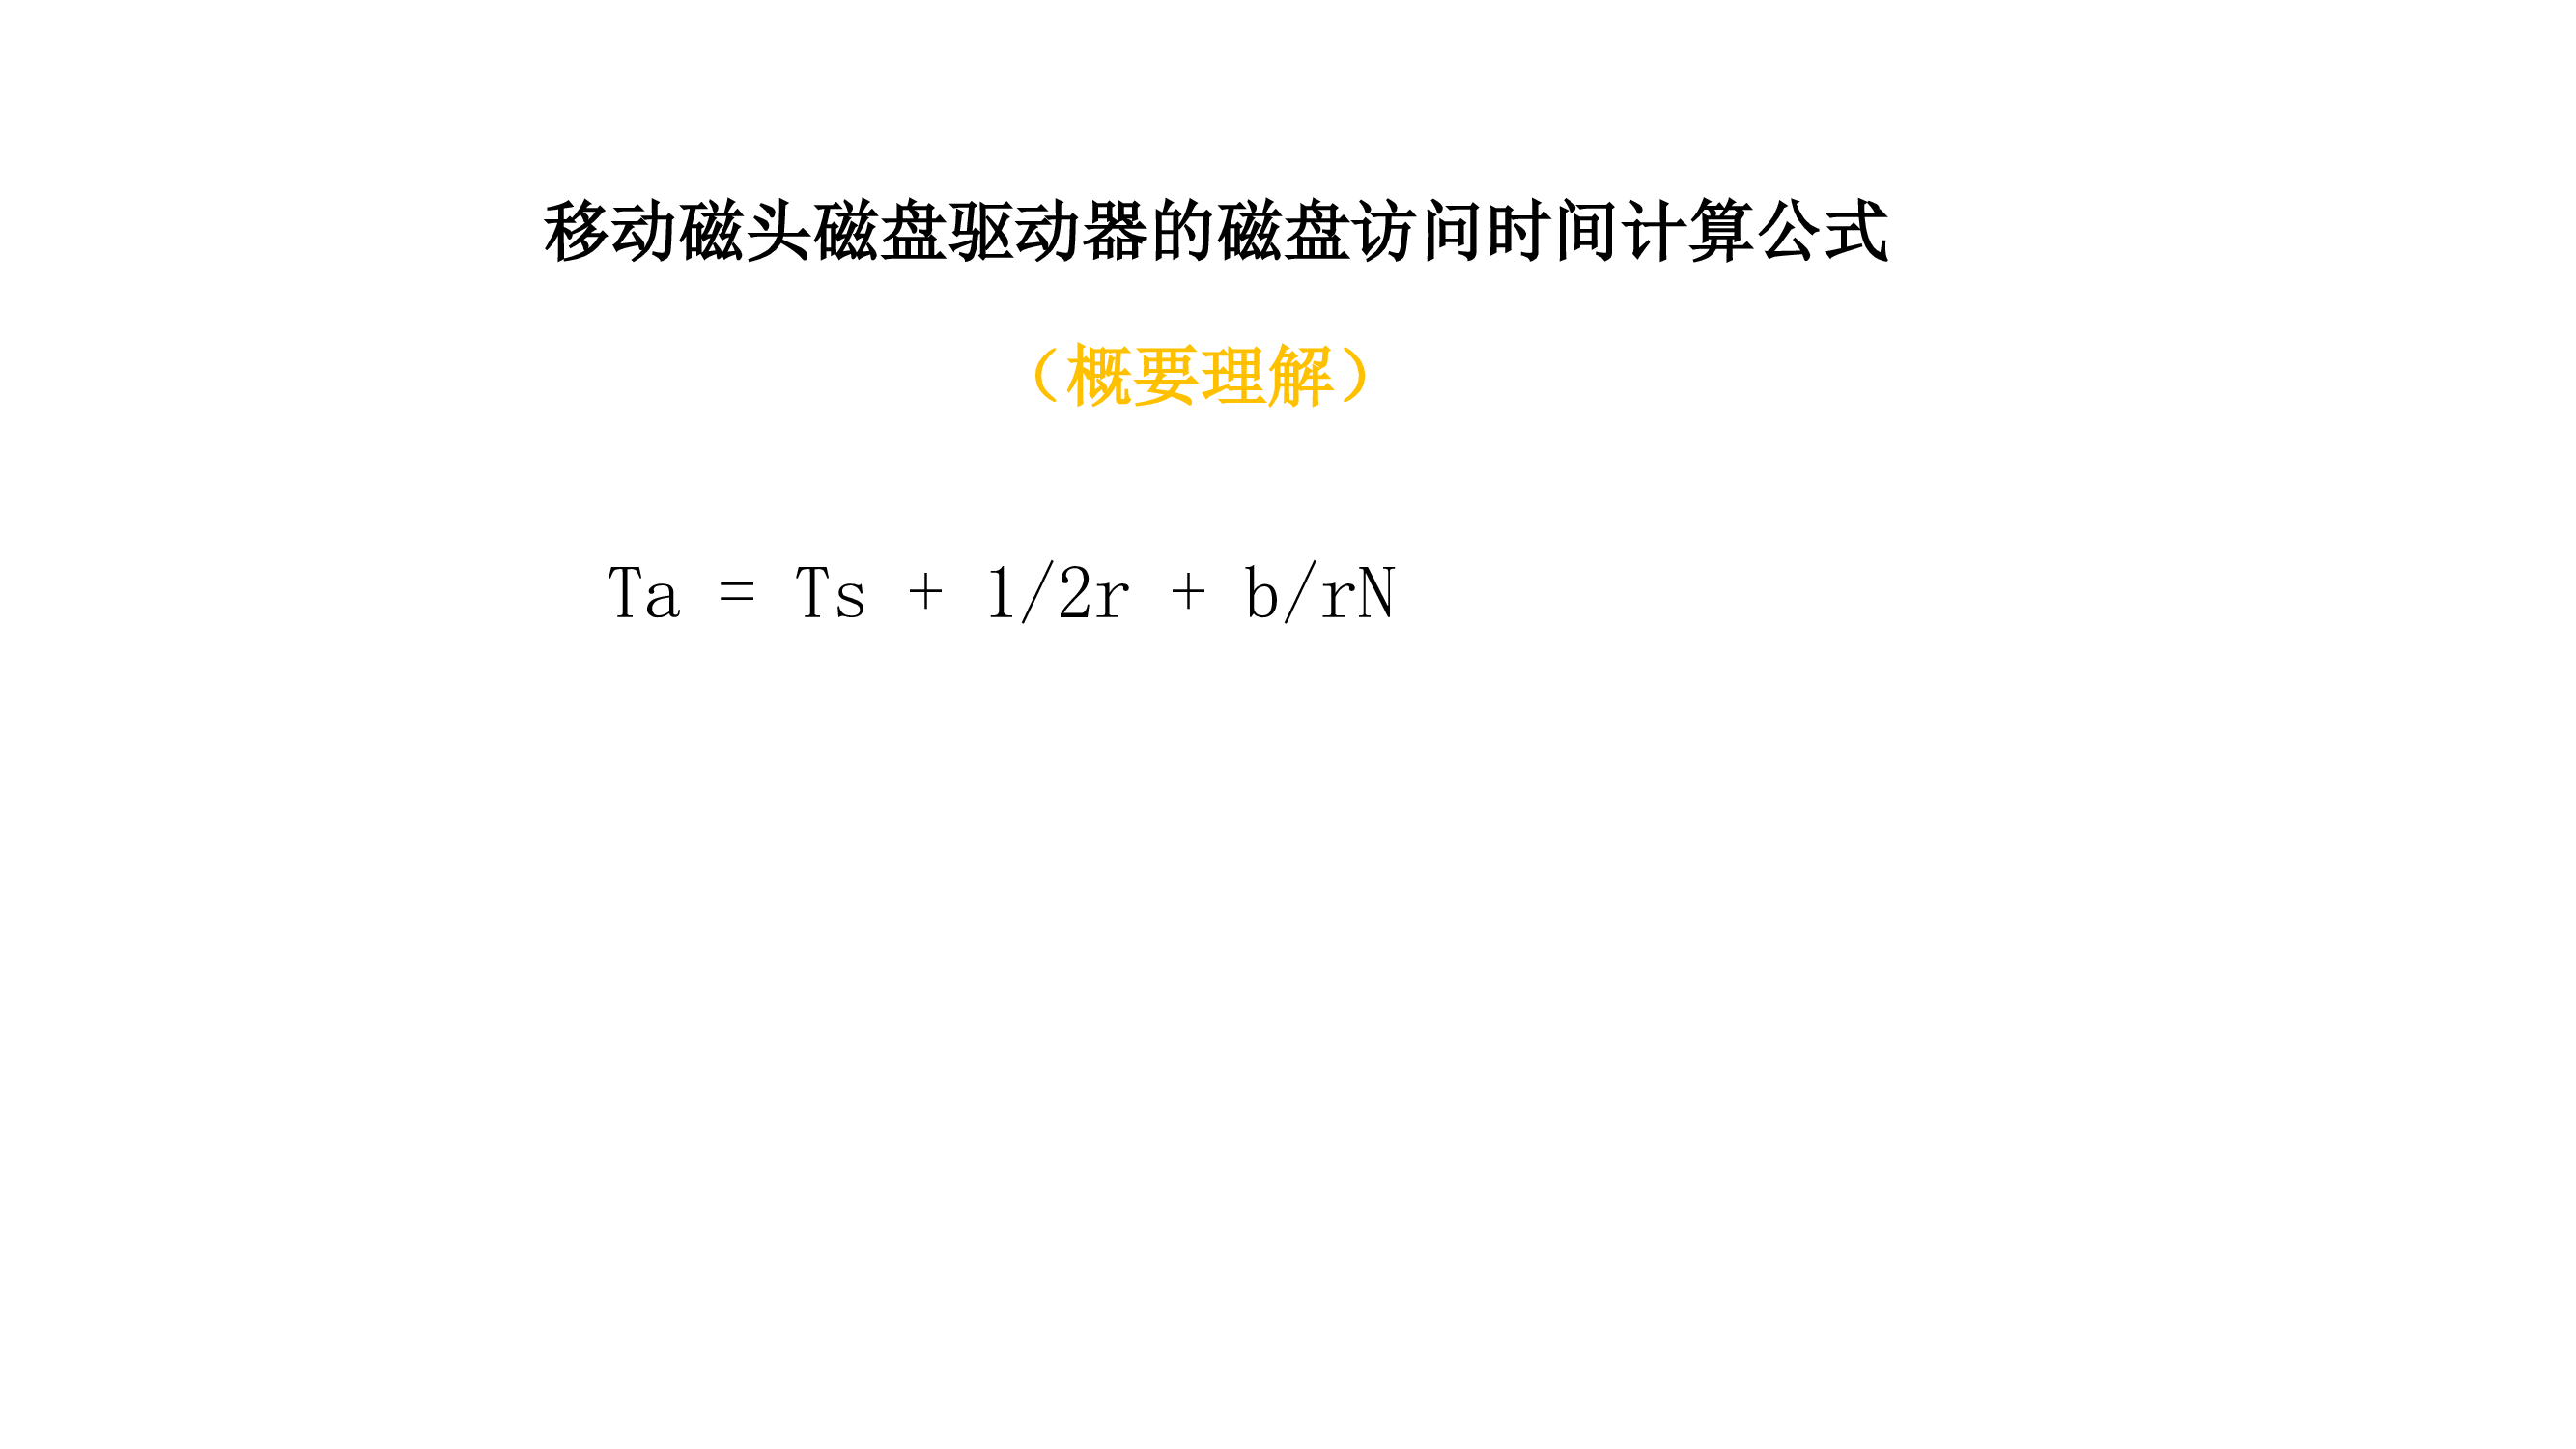 移动磁头磁盘驱动器的磁盘访问时间计算公式
（概要理解）
Ta = Ts + 1/2r + b/rN